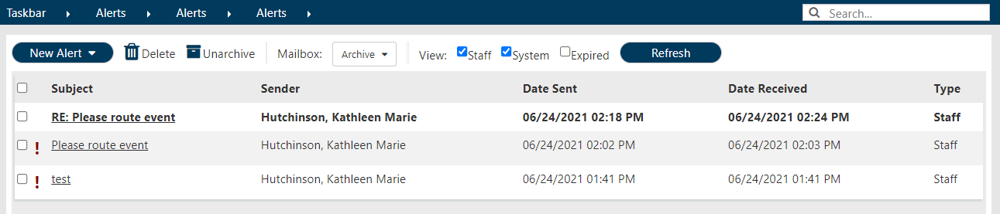 Taskbar Alerts Alerts Alerts Search...
New Alert Delete Unarchive Mailbox: Archive View: Staff System Expired Refresh
Subject Sender Date Sent Date Received Type
RE: Please route event Hutchinson, Kathleen Marie 06/24/2021 02:18 PM 06/24/2021 02:24 PM Staff
! Please route event Hutchinson, Kathleen Marie 06/24/2021 02:02 PM 06/24/2021 02:03 PM Staff
! test Hutchinson, Kathleen Marie 06/24/2021 01:41 PM 06/24/2021 01:41 PM Staff